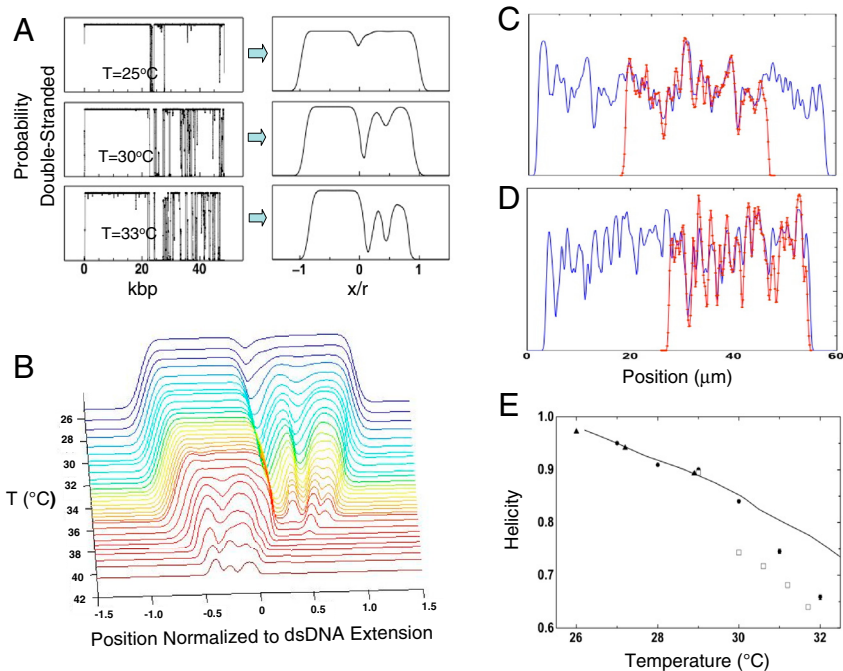 A
Probability
Double-Stranded
T=25°C
T=30°C
T=33°C
0 20 40
kbp
−1 0 1
x/r
B
26
28
30
32
34
36
38
40
42
T (°C)
-1.5 -1.0 -0.5 0 0.5 1.0 1.5
Position Normalized to dsDNA Extension
C
D
0 20 40 60
Position (μm)
E
1.0
0.9
0.8
0.7
0.6
Helicity
26 28 30 32
Temperature (°C)